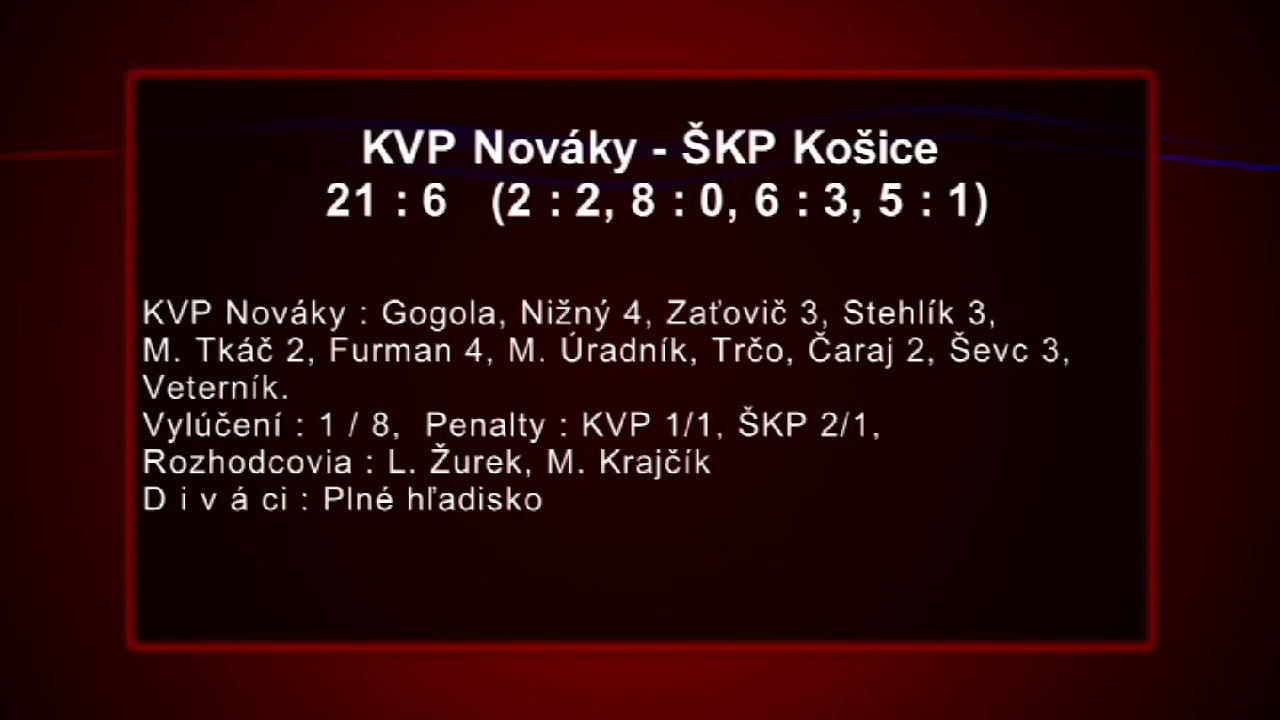 KVP Nováky - ŠKP Košice
21 : 6 (2 : 2, 8 : 0, 6 : 3, 5 : 1)
KVP Nováky : Gogola, Nižný 4, Zaťovič 3, Stehlík 3,
M. Tkáč 2, Furman 4, M. Úradník, Trčo, Čaraj 2, Ševc 3,
Veterník.
Vylúčení : 1 / 8, Penalty : KVP 1/1, ŠKP 2/1,
Rozhodcovia : L. Žurek, M. Krajčík
D i v á ci : Plné hľadisko